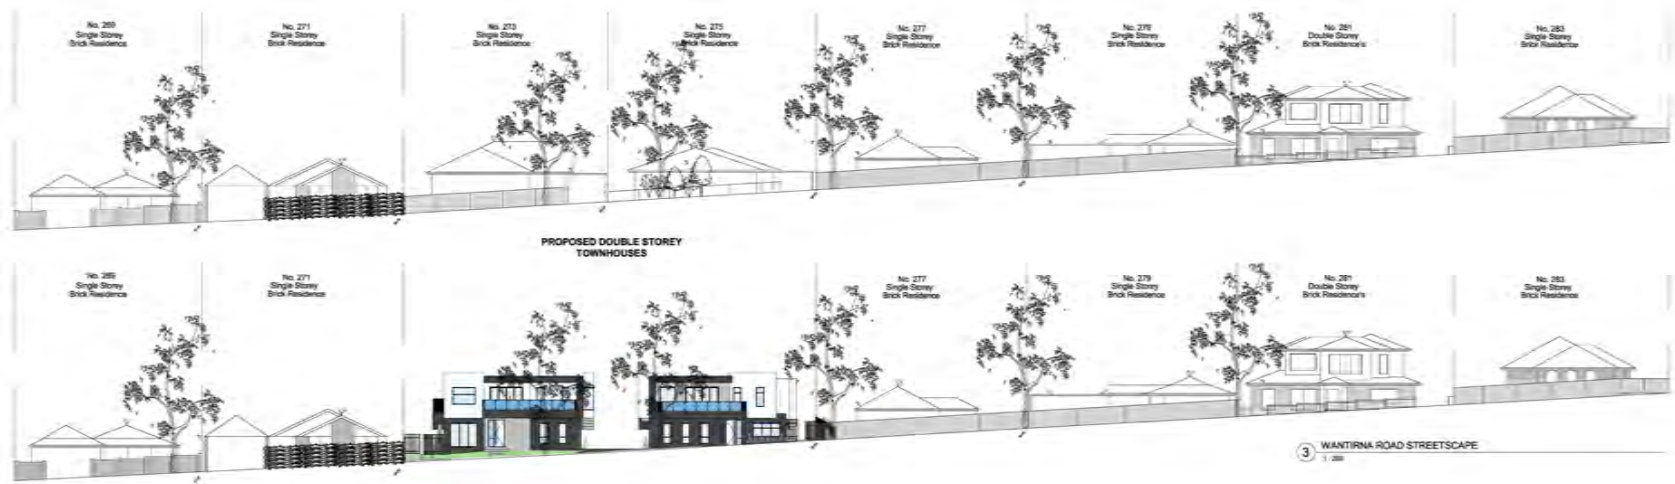 No. 269
Single Storey
Brick Residence
No. 271
Single Storey
Brick Residence
No. 273
Single Storey
Brick Residence
No. 275
Single Storey
Brick Residence
No. 277
Single Storey
Brick Residence
No. 279
Single Storey
Brick Residence
No. 281
Double Storey
Brick Residence's
No. 283
Single Storey
Brick Residence
PROPOSED DOUBLE STOREY
TOWNHOUSES
No. 269
Single Storey
Brick Residence
No. 271
Single Storey
Brick Residence
No. 277
Single Storey
Brick Residence
No. 279
Single Storey
Brick Residence
No. 281
Double Storey
Brick Residence's
No. 283
Single Storey
Brick Residence
3 WANTIRNA ROAD STREETSCAPE
1 : 200